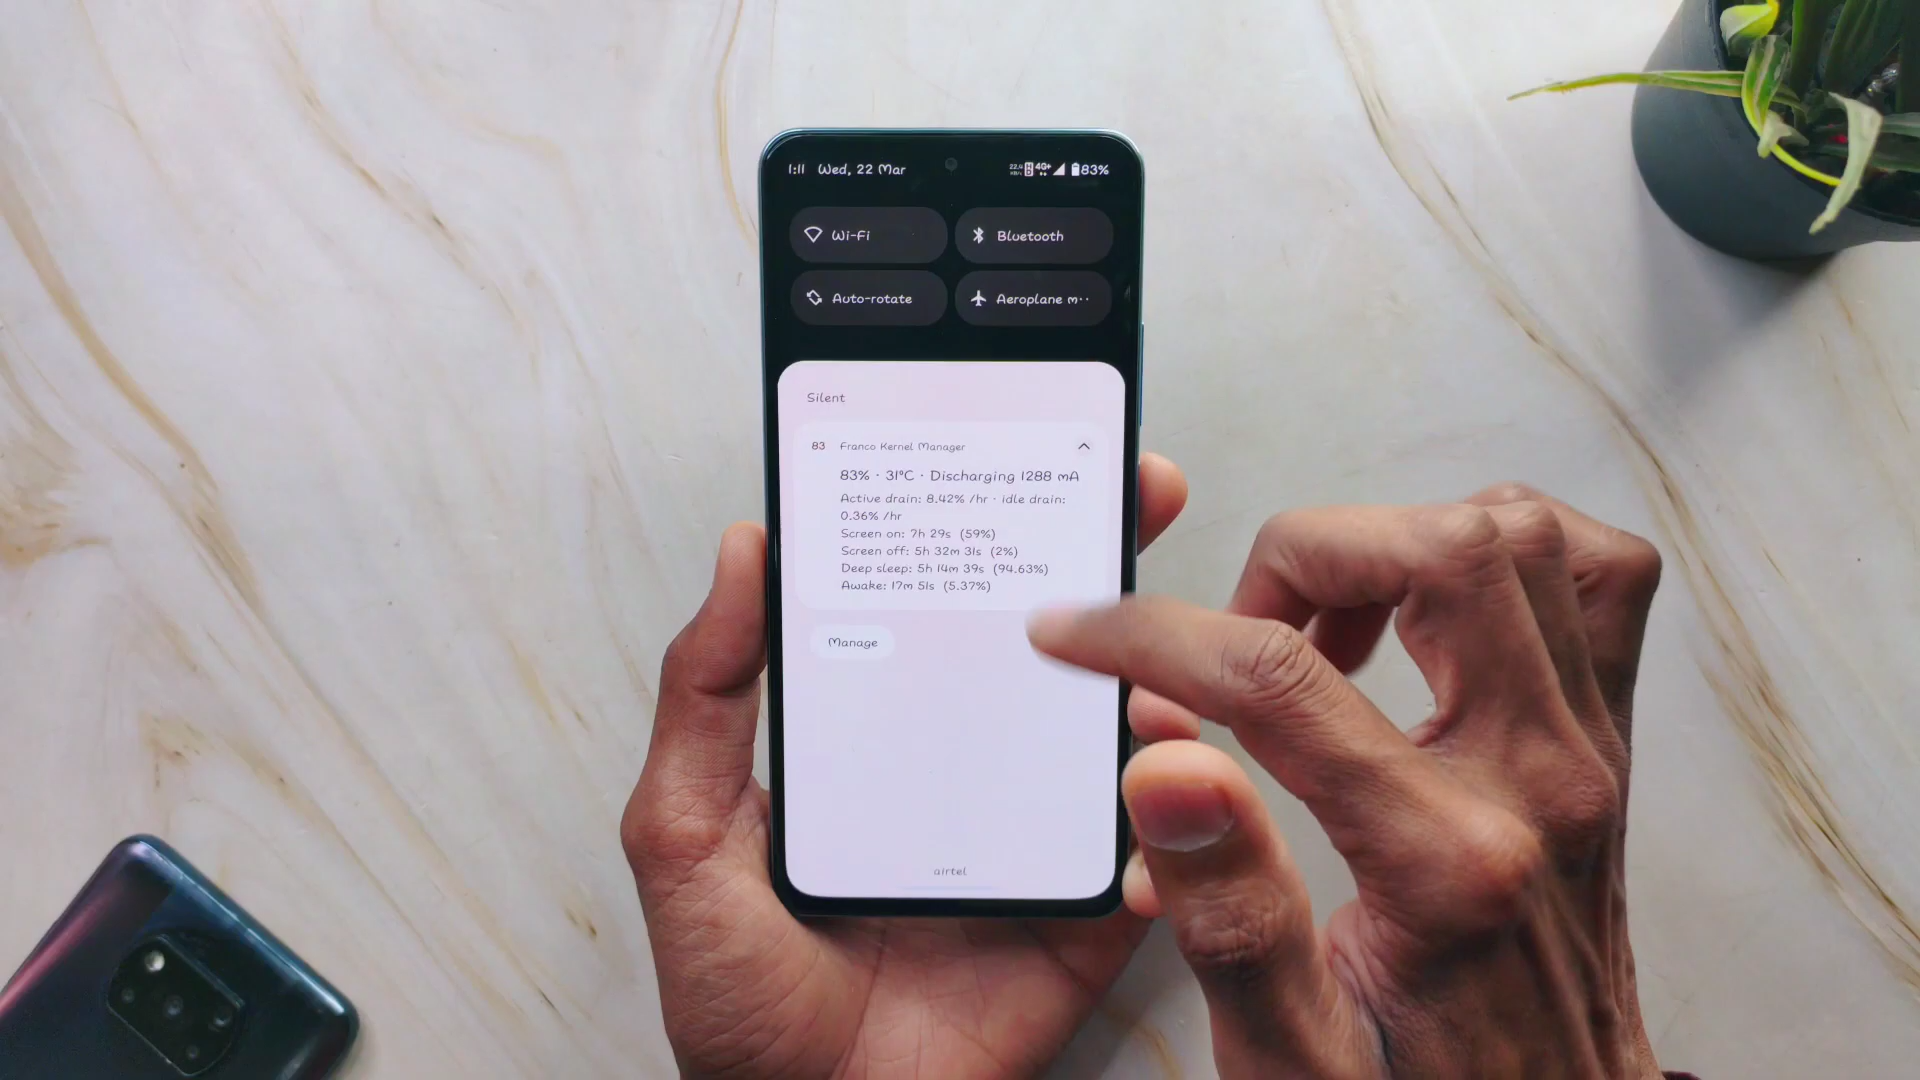 1:11 Wed, 22 Mar 4G+ 83%
Wi-Fi Bluetooth
Auto-rotate Aeroplane m··
Silent
83 Franco Kernel Manager
83% · 31°C · Discharging 1288 mA
Active drain: 8.42% /hr · idle drain:
0.36% /hr
Screen on: 7h 29s (59%)
Screen off: 5h 32m 31s (2%)
Deep sleep: 5h 14m 39s (94.63%)
Awake: 17m 51s (5.37%)
Manage
airtel